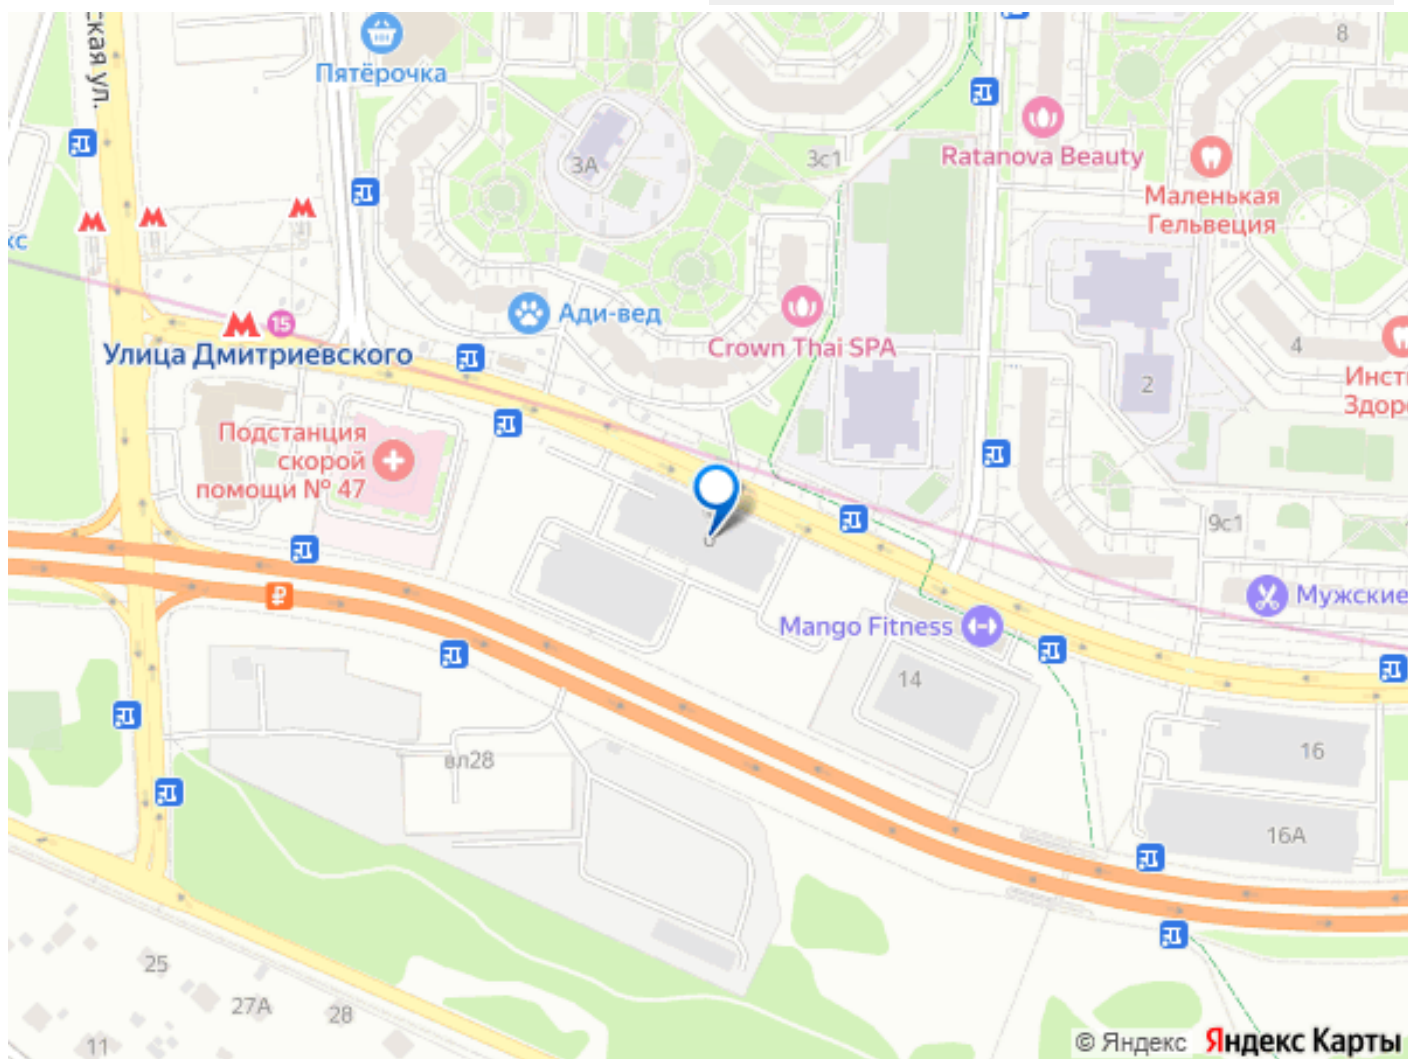 ская ул.
8
Пятёрочка
3А
3с1
Ratanova Beauty
Маленькая
Гельвеция
кс
15
Улица Дмитриевского
Ади-вед
Crown Thai SPA
4
2
Инст
Здор
Подстанция
скорой
помощи № 47
9с1
Мужские
Mango Fitness
14
16
16А
вл28
25
27А
28
11
© Яндекс Яндекс Карты